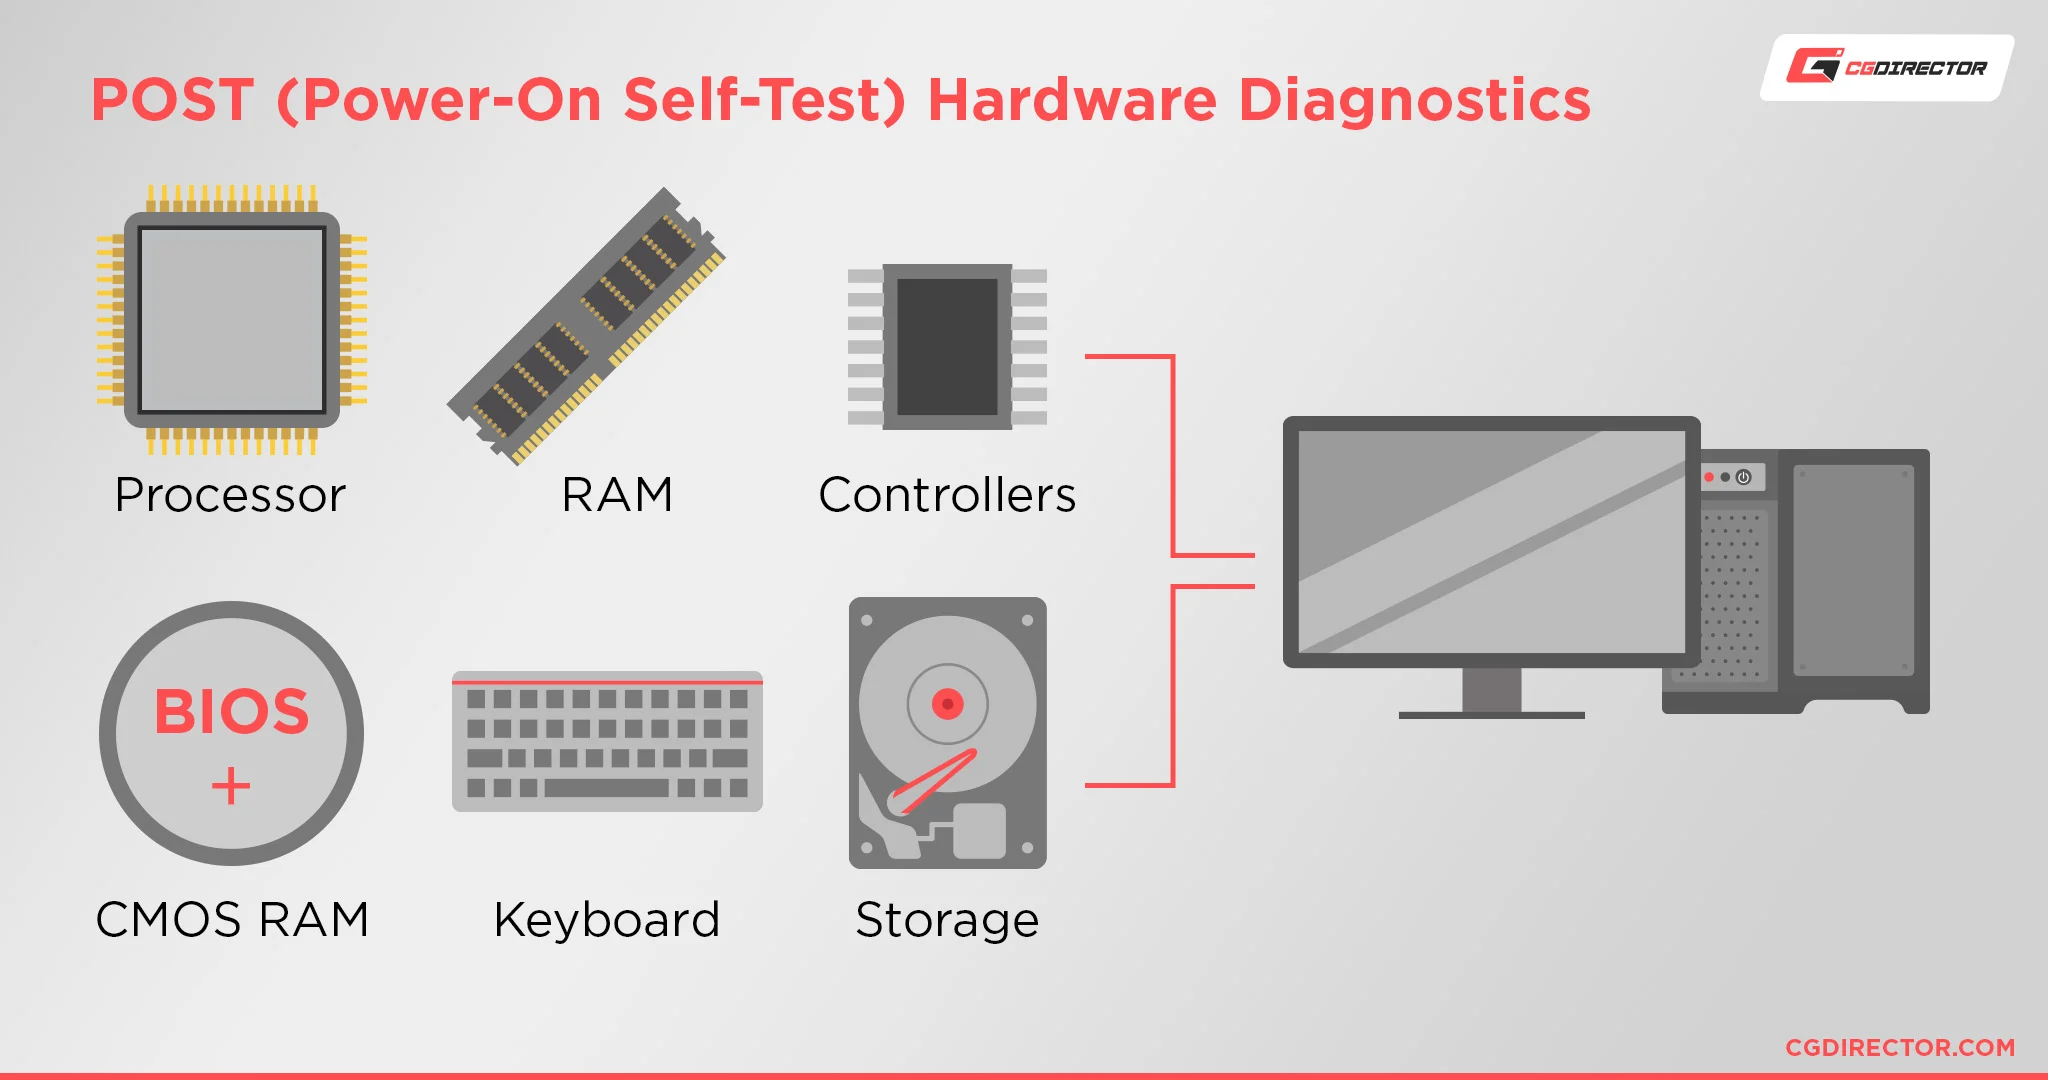 POST (Power-On Self-Test) Hardware Diagnostics
CGDIRECTOR
Processor
RAM
Controllers
BIOS
+
CMOS RAM
Keyboard
Storage
CGDIRECTOR.COM